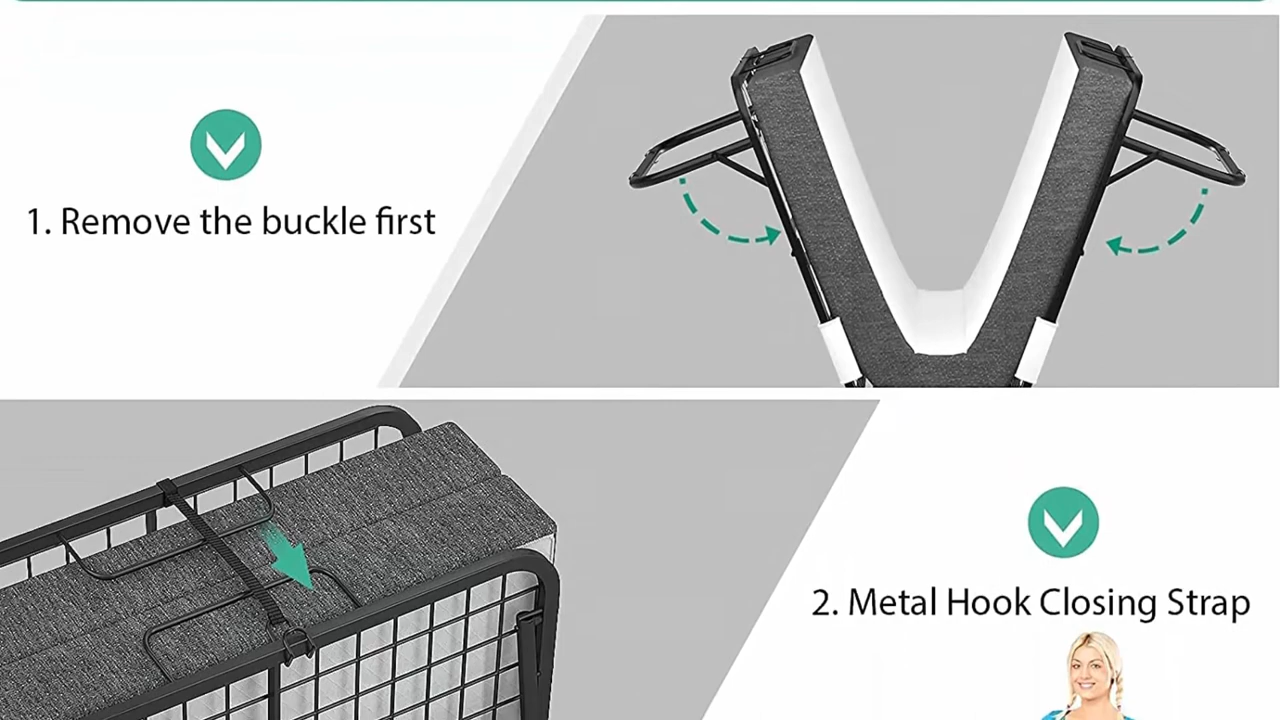 1. Remove the buckle first
2. Metal Hook Closing Strap